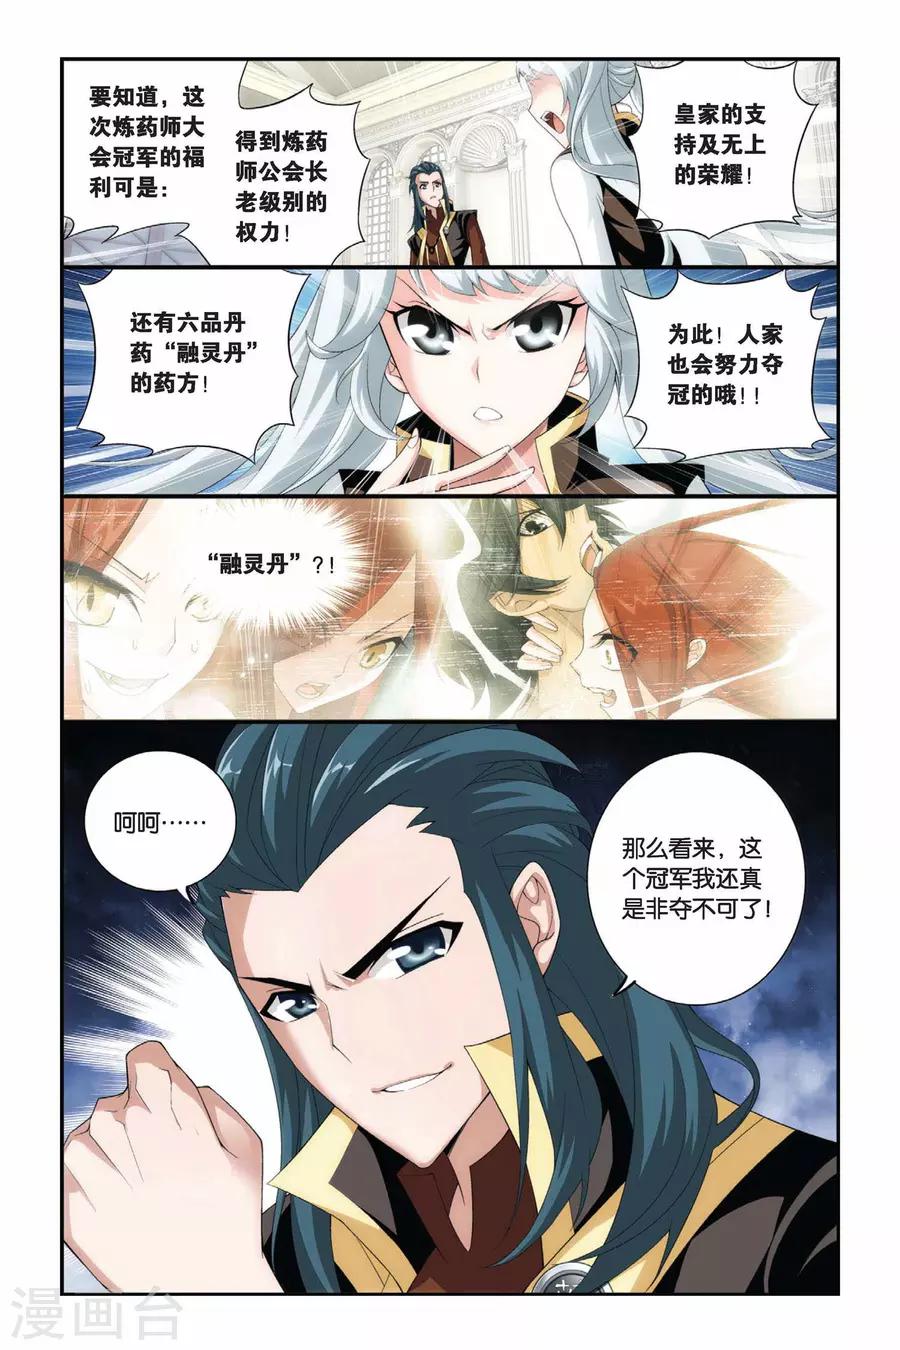 要知道，这
次炼药师大
会冠军的福
利可是：
得到炼药
师公会长
老级别的
权力！
皇家的支
持及无上
的荣耀！
还有六品丹
药“融灵丹”
的药方！
为此！人家
也会努力夺
冠的哦！！
“融灵丹”?!
呵呵……
那么看来，这
个冠军我还真
是非夺不可了！
漫画台